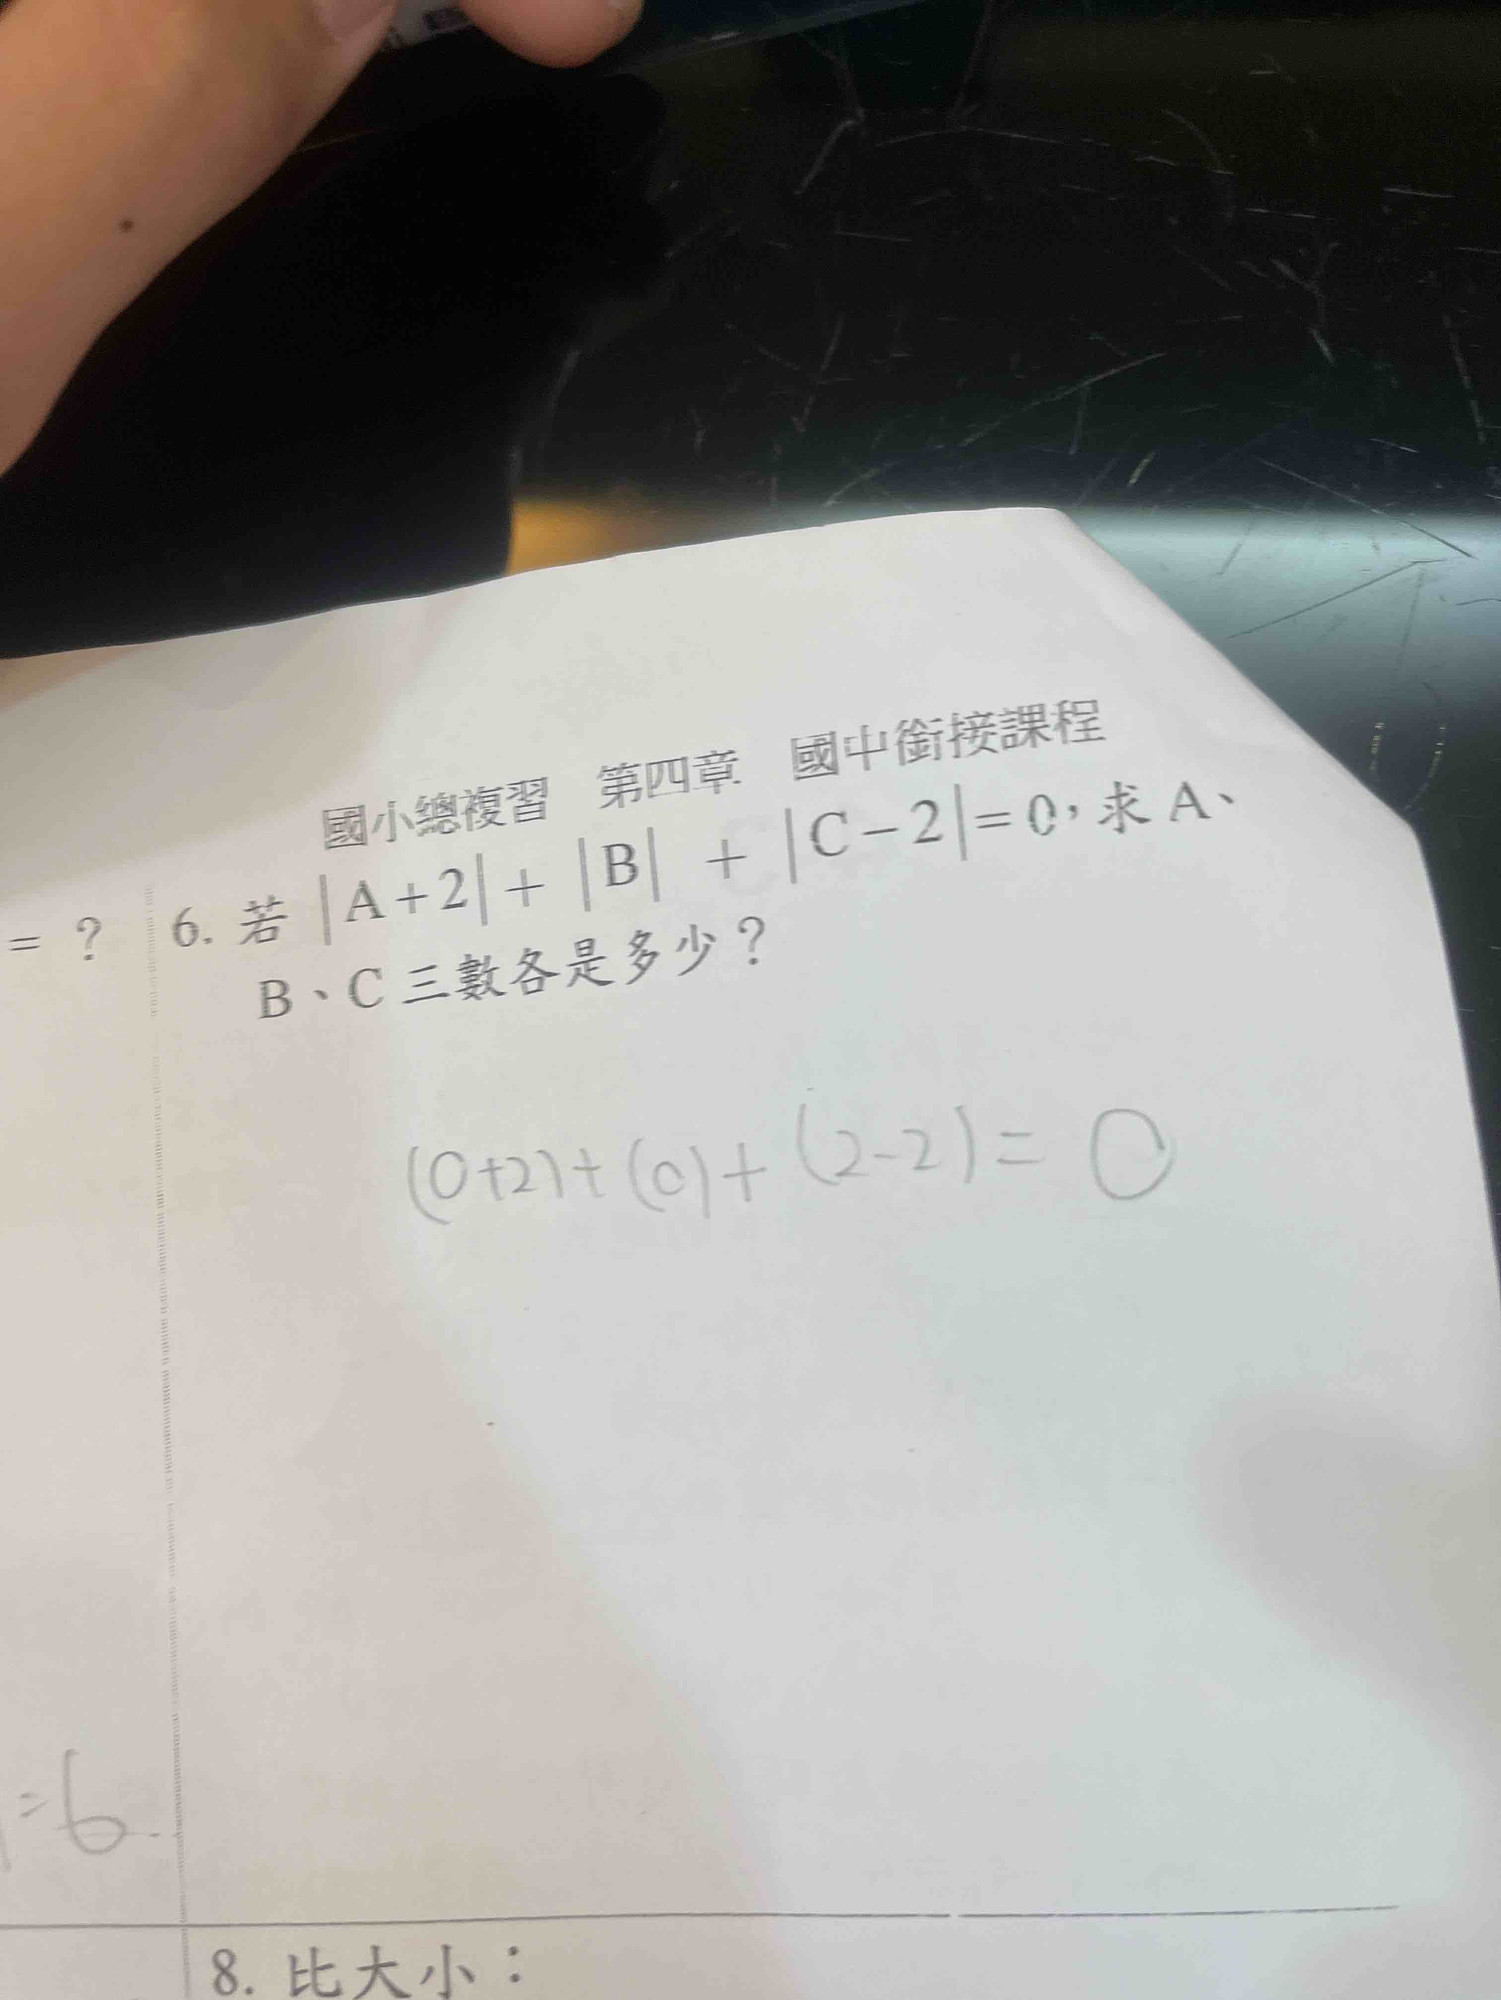 國小總複習 第四章 國中銜接課程
= ?
6. 若 |A+2| + |B| + |C-2|=0,求 A、
B、C 三數各是多少?
(0+2)+(0)+(2-2)=0
=6
8. 比大小: